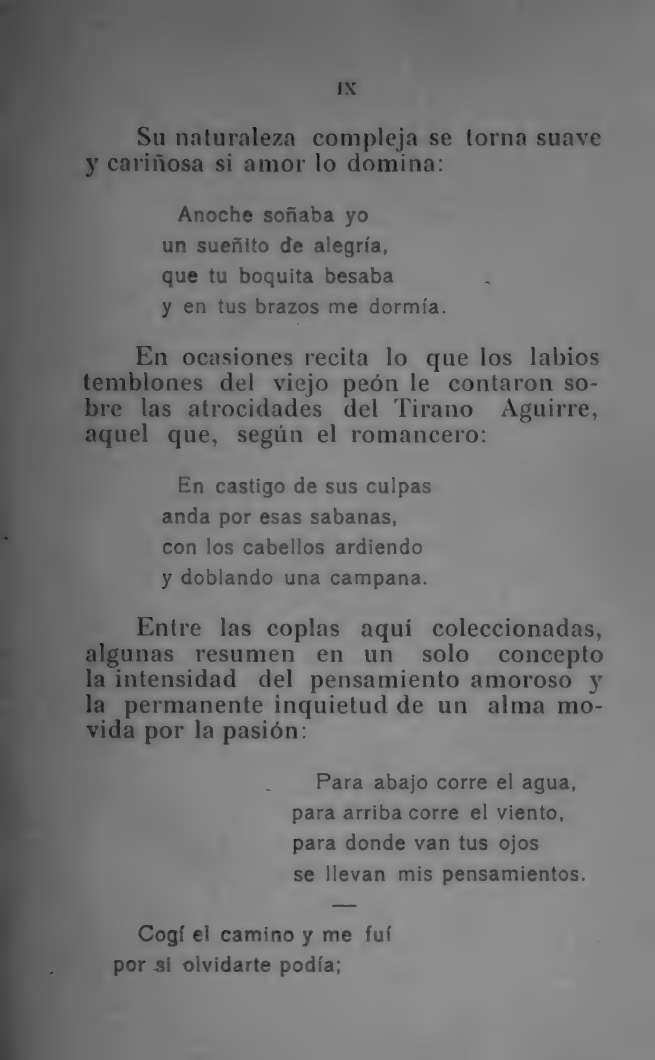 IX
Su naturaleza compleja se torna suave
y cariñosa si amor lo domina:
Anoche soñaba yo
un sueñito de alegría,
que tu boquita besaba
y en tus brazos me dormía.
En ocasiones recita lo que los labios
temblones del viejo peón le contaron so-
bre las atrocidades del Tirano Aguirre,
aquel que, según el romancero:
En castigo de sus culpas
anda por esas sabanas,
con los cabellos ardiendo
y doblando una campana.
Entre las coplas aquí coleccionadas,
algunas resumen en un solo concepto
la intensidad del pensamiento amoroso y
la permanente inquietud de un alma mo-
vida por la pasión:
Para abajo corre el agua,
para arriba corre el viento,
para donde van tus ojos
se llevan mis pensamientos.
—
Cogí el camino y me fuí
por si olvidarte podía;